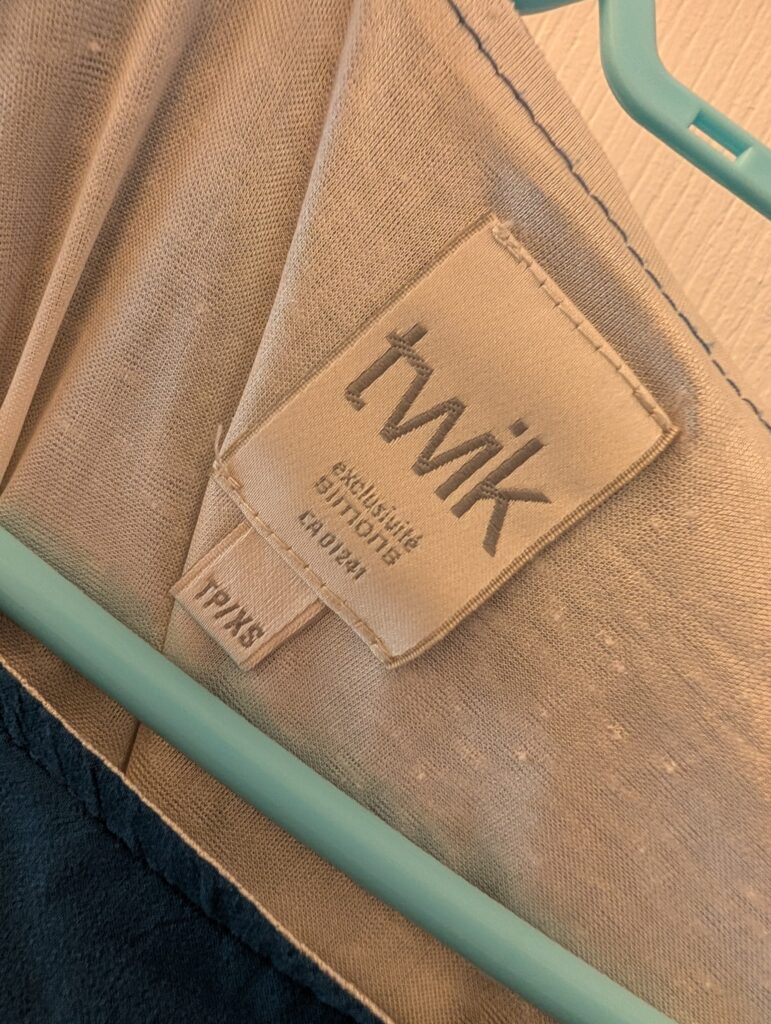 twik
exclusivité
SIMONS
CA 01241
TP/XS